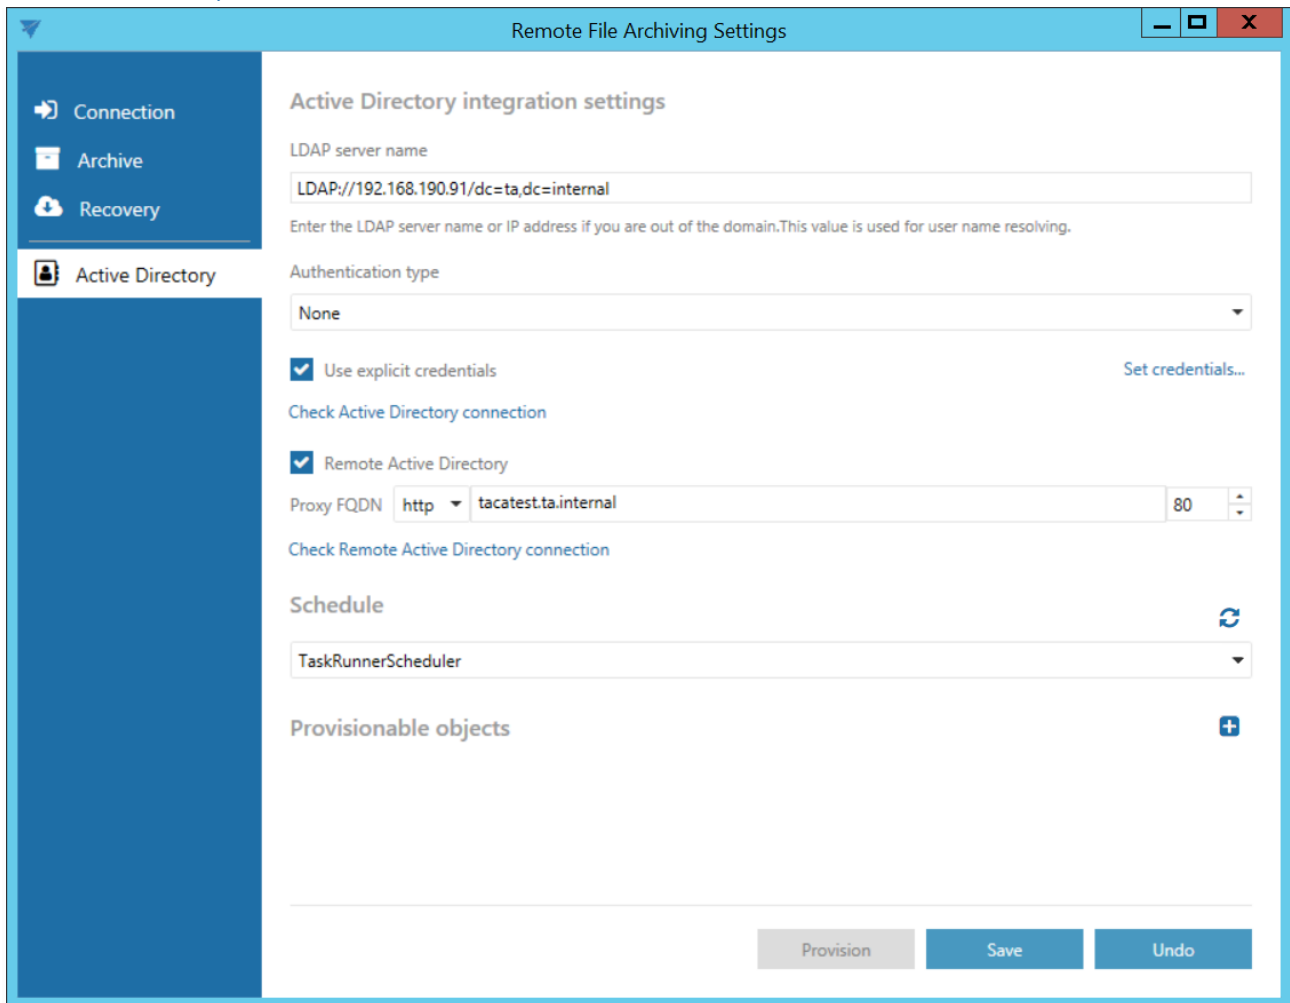 Remote File Archiving Settings
X
Connection
Archive
Recovery
Active Directory
Active Directory integration settings
LDAP server name
LDAP://192.168.190.91/dc=ta,dc=internal
Enter the LDAP server name or IP address if you are out of the domain.This value is used for user name resolving.
Authentication type
None
Use explicit credentials Set credentials...
Check Active Directory connection
Remote Active Directory
Proxy FQDN http tacatest.ta.internal 80
Check Remote Active Directory connection
Schedule
TaskRunnerScheduler
Provisionable objects
Provision Save Undo